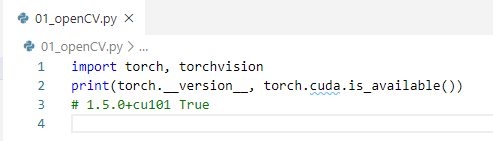 01_openCV.py ×
01_openCV.py > ...
1 import torch, torchvision
2 print(torch.__version__, torch.cuda.is_available())
3 # 1.5.0+cu101 True
4